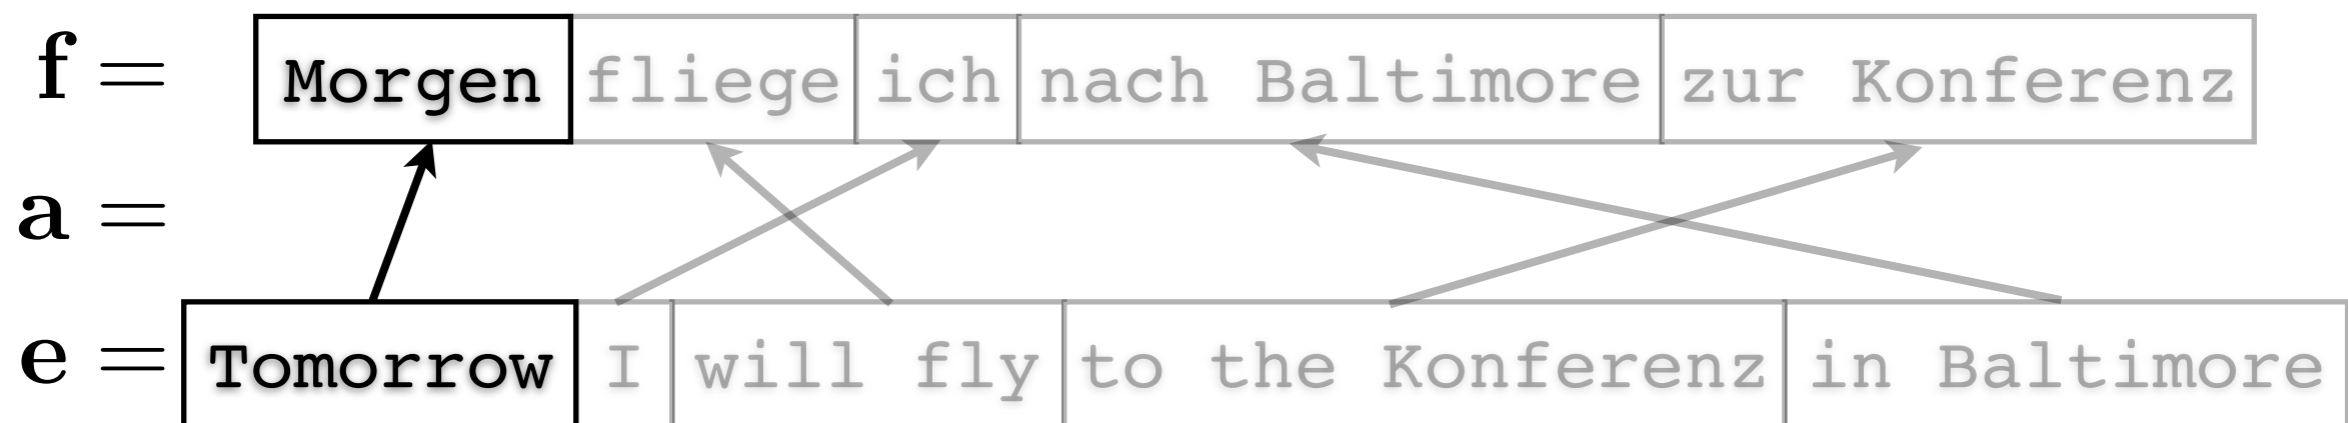 f = Morgen fliege ich nach Baltimore zur Konferenz
a =
e = Tomorrow I will fly to the Konferenz in Baltimore